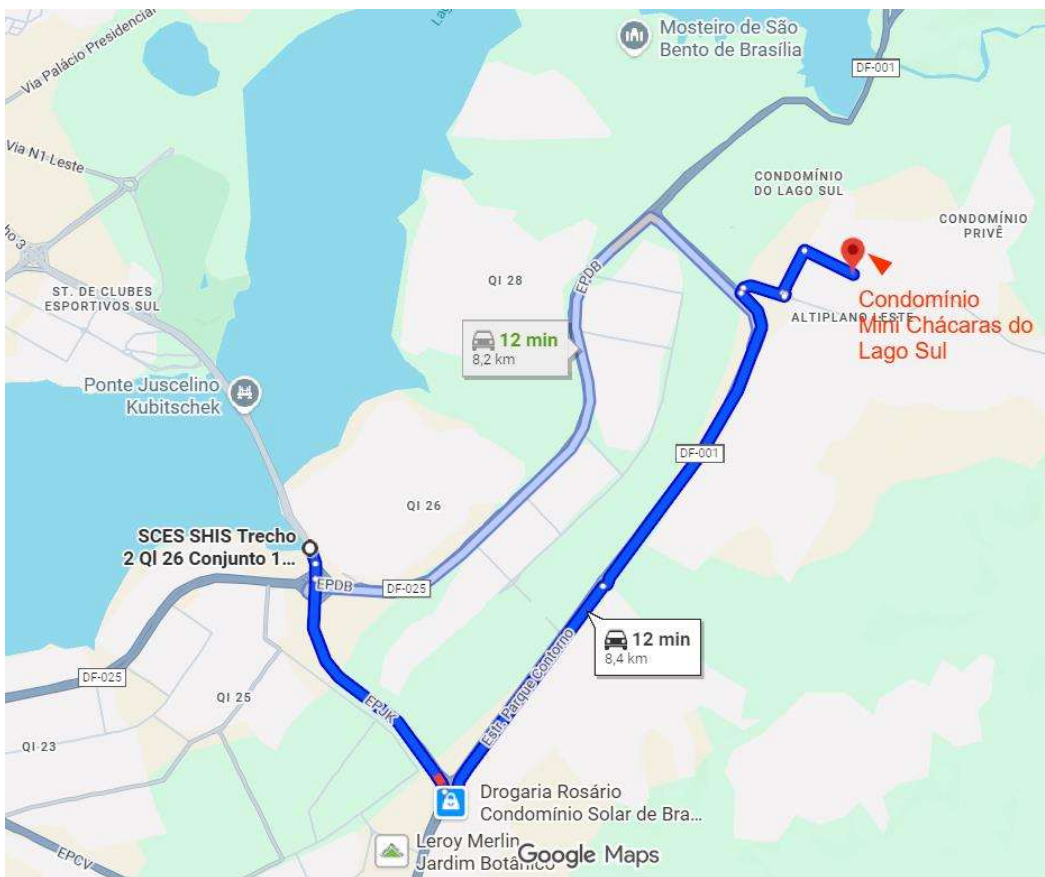 Mosteiro de São
Bento de Brasília
Via Palácio Presidencial
DF-001
Via N1 Leste
CONDOMÍNIO
DO LAGO SUL
CONDOMÍNIO
PRIVÊ
ho 3
QI 28
EPDB
ST. DE CLUBES
ESPORTIVOS SUL
ALTIPLANO LESTE
Condomínio
Mini Chácaras do
Lago Sul
12 min
8,2 km
Ponte Juscelino
Kubitschek
DF-001
QI 26
SCES SHIS Trecho
2 Ql 26 Conjunto 1...
EPDB
DF-025
12 min
8,4 km
Estr. Parque Contorno
DF-025
QI 25
EPJK
QI 23
Drogaria Rosário
Condomínio Solar de Bra...
Leroy Merlin
Jardim Botânico
Google Maps
EPCV